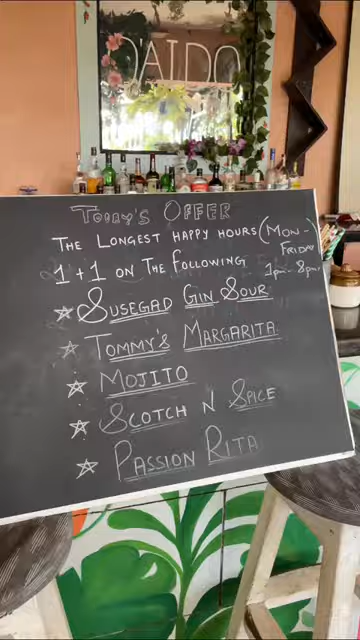 O'AIDO
TODAY'S OFFER
THE LONGEST HAPPY HOURS (MON-
FRIDAY
1+1 ON THE FOLLOWING 1pm - 8pm
☆ SUSEGAD GIN SOUR
☆ TOMMY'S MARGARITA
☆ MOJITO
☆ SCOTCH N SPICE
☆ PASSION RITA